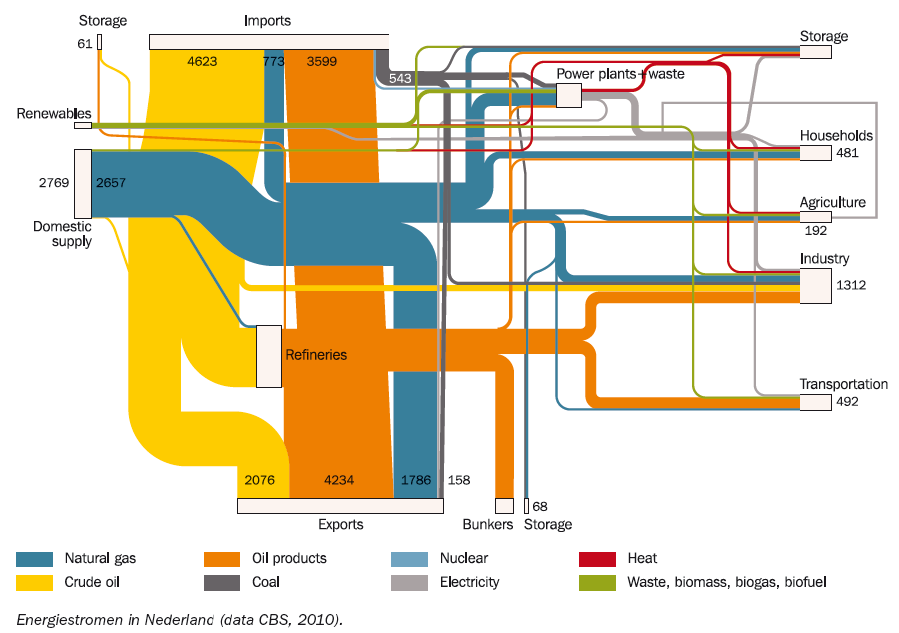 Storage
Imports
61
4623
773
3599
543
Storage
Power plants+waste
Renewables
Households
481
2769
2657
Domestic
supply
Agriculture
192
Industry
1312
Refineries
Transportation
492
2076
4234
1786
158
68
Exports
Bunkers
Storage
Natural gas
Oil products
Nuclear
Heat
Crude oil
Coal
Electricity
Waste, biomass, biogas, biofuel
Energiestromen in Nederland (data CBS, 2010).